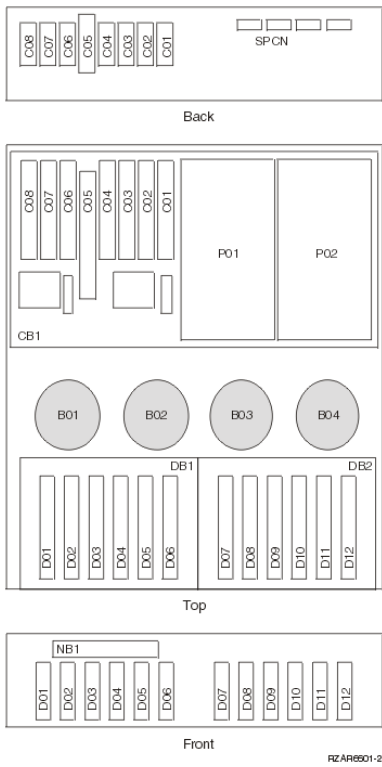 C08 C07 C06 C05 C04 C03 C02 C01
SPCN
Back
C08 C07 C06 C05 C04 C03 C02 C01
P01 P02
CB1
B01 B02 B03 B04
DB1 DB2
D01 D02 D03 D04 D05 D06 D07 D08 D09 D10 D11 D12
Top
NB1
D01 D02 D03 D04 D05 D06 D07 D08 D09 D10 D11 D12
Front
RZAR6501-2